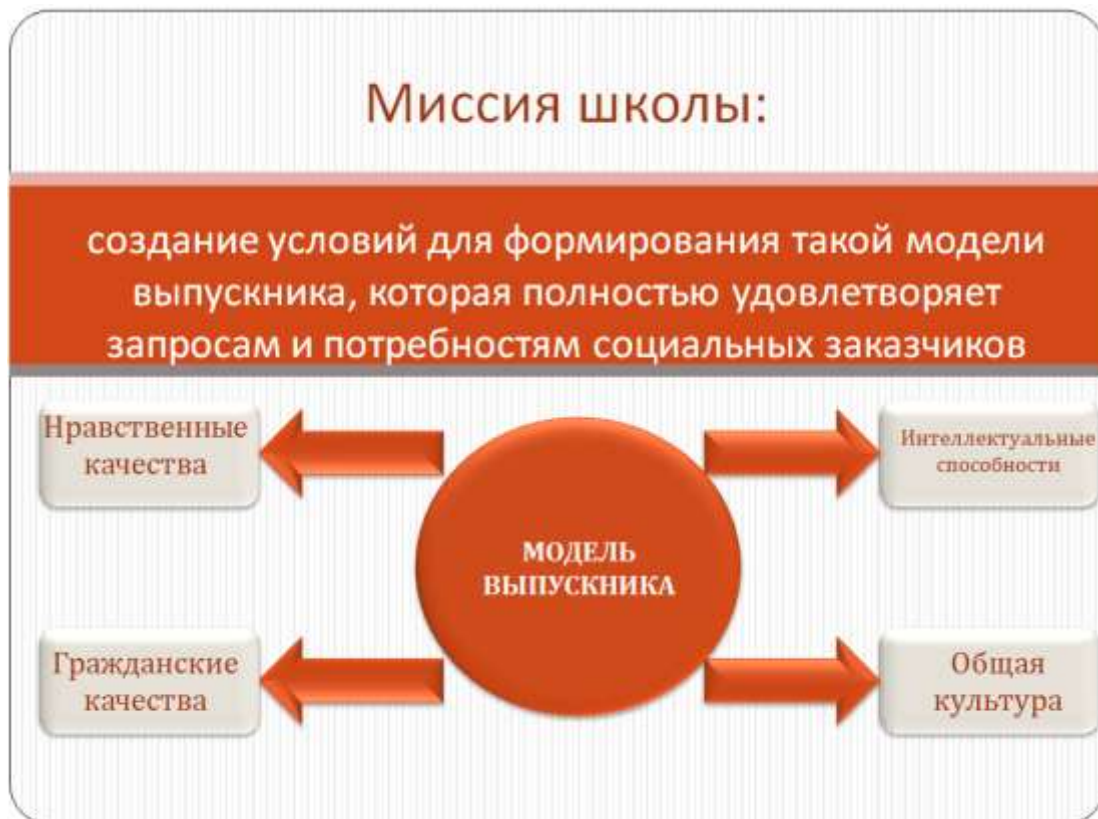 Миссия школы:
создание условий для формирования такой модели
выпускника, которая полностью удовлетворяет
запросам и потребностям социальных заказчиков
Нравственные
качества
Интеллектуальные
способности
МОДЕЛЬ
ВЫПУСКНИКА
Гражданские
качества
Общая
культура